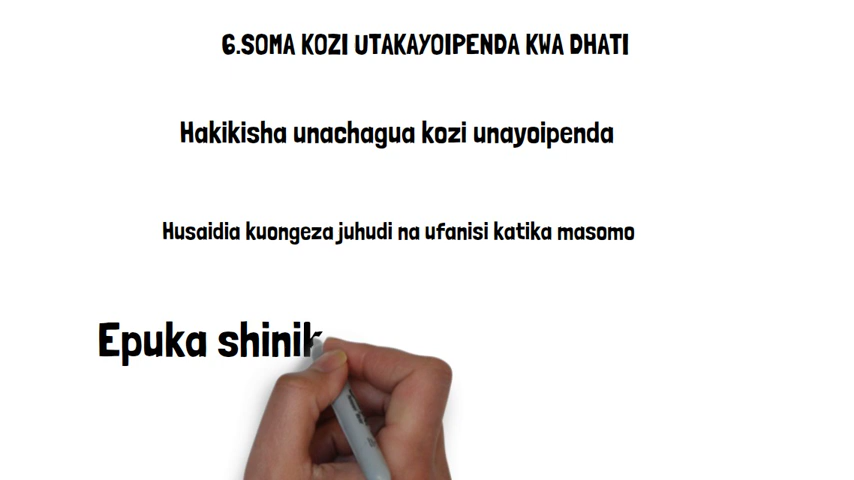 6.SOMA KOZI UTAKAYOIPENDA KWA DHATI
Hakikisha unachagua kozi unayoipenda
Husaidia kuongeza juhudi na ufanisi katika masomo
Epuka shinik